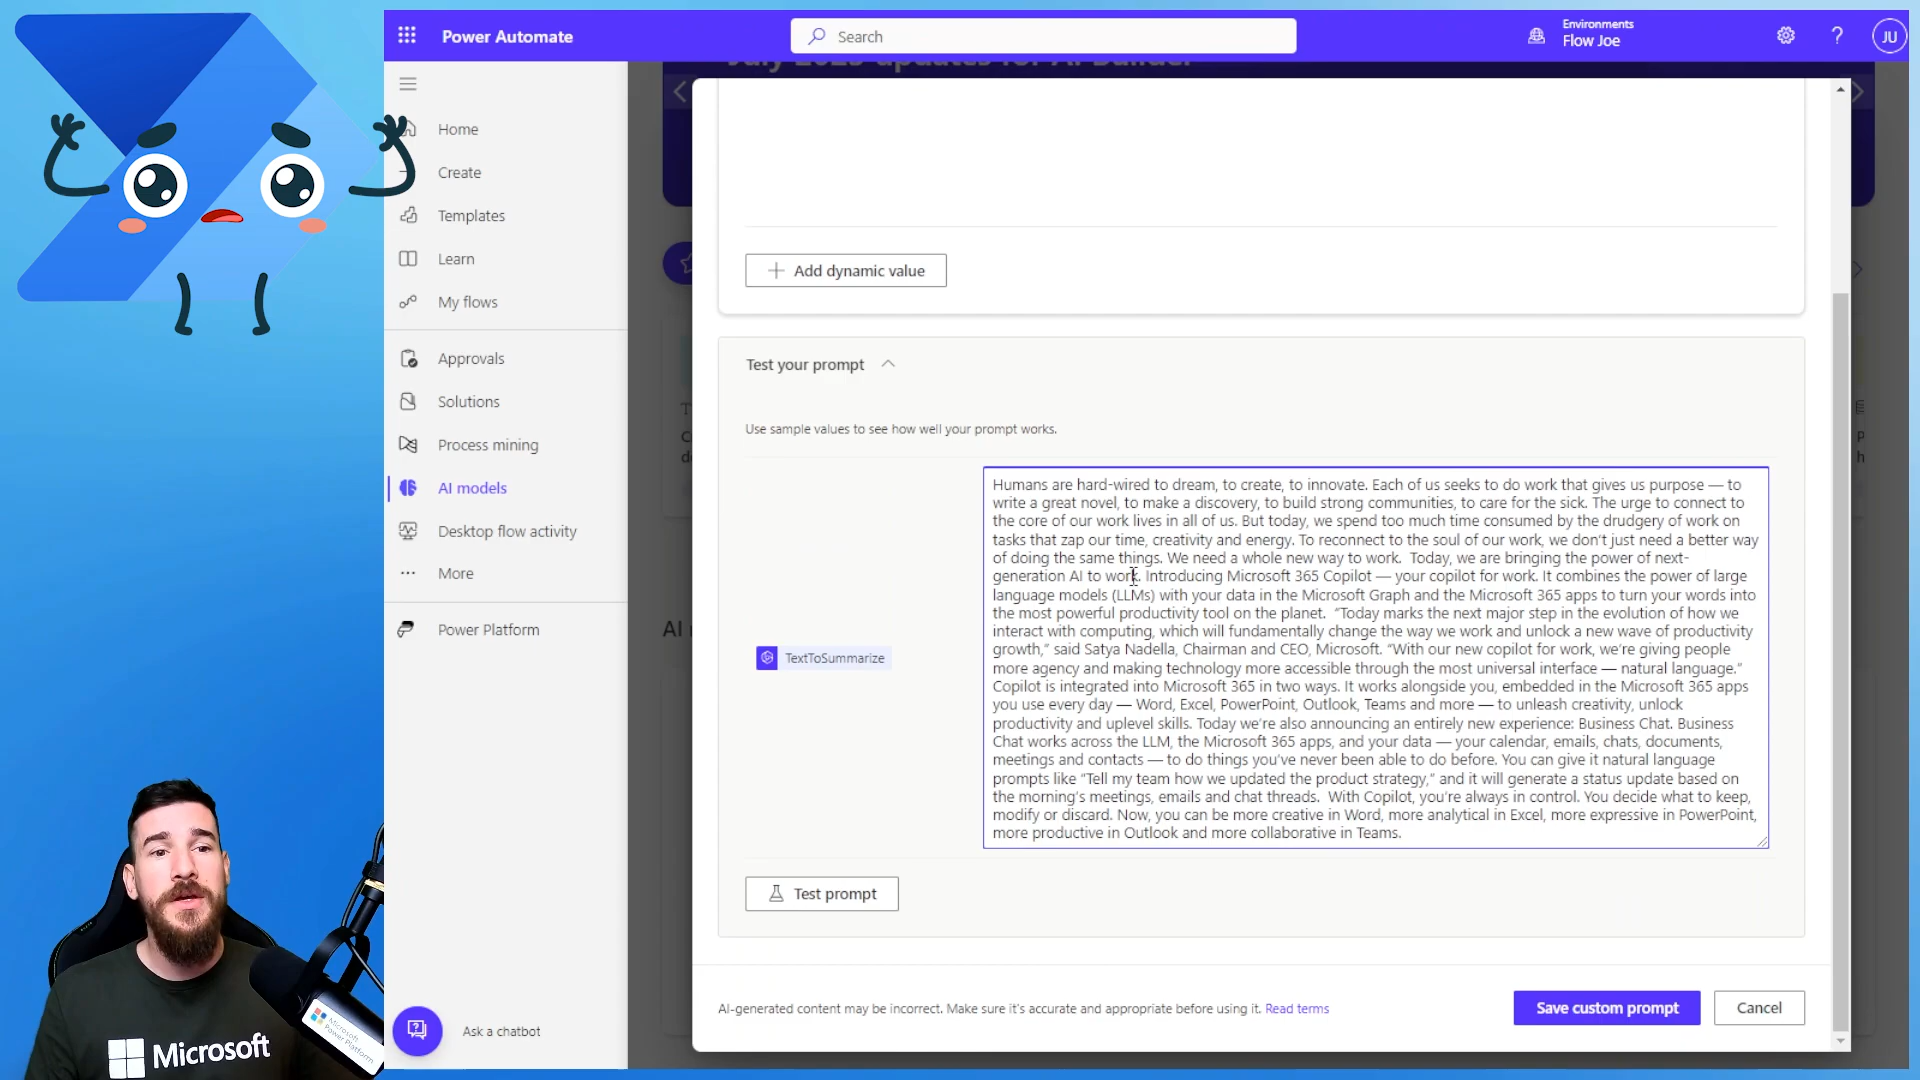 Power Automate
Search
Environments
Flow Joe
JU
Home
Create
Templates
Learn
My flows
Approvals
Solutions
Process mining
AI models
Desktop flow activity
More
Power Platform
Ask a chatbot
Add dynamic value
Test your prompt
Use sample values to see how well your prompt works.
TextToSummarize
Humans are hard-wired to dream, to create, to innovate. Each of us seeks to do work that gives us purpose — to
write a great novel, to make a discovery, to build strong communities, to care for the sick. The urge to connect to
the core of our work lives in all of us. But today, we spend too much time consumed by the drudgery of work on
tasks that zap our time, creativity and energy. To reconnect to the soul of our work, we don't just need a better way
of doing the same things. We need a whole new way to work.  Today, we are bringing the power of next-
generation AI to work. Introducing Microsoft 365 Copilot — your copilot for work. It combines the power of large
language models (LLMs) with your data in the Microsoft Graph and the Microsoft 365 apps to turn your words into
the most powerful productivity tool on the planet.  “Today marks the next major step in the evolution of how we
interact with computing, which will fundamentally change the way we work and unlock a new wave of productivity
growth,” said Satya Nadella, Chairman and CEO, Microsoft. “With our new copilot for work, we’re giving people
more agency and making technology more accessible through the most universal interface — natural language.”
Copilot is integrated into Microsoft 365 in two ways. It works alongside you, embedded in the Microsoft 365 apps
you use every day — Word, Excel, PowerPoint, Outlook, Teams and more — to unleash creativity, unlock
productivity and uplevel skills. Today we’re also announcing an entirely new experience: Business Chat. Business
Chat works across the LLM, the Microsoft 365 apps, and your data — your calendar, emails, chats, documents,
meetings and contacts — to do things you’ve never been able to do before. You can give it natural language
prompts like “Tell my team how we updated the product strategy,” and it will generate a status update based on
the morning’s meetings, emails and chat threads.  With Copilot, you’re always in control. You decide what to keep,
modify or discard. Now, you can be more creative in Word, more analytical in Excel, more expressive in PowerPoint,
more productive in Outlook and more collaborative in Teams.
Test prompt
AI-generated content may be incorrect. Make sure it's accurate and appropriate before using it. Read terms
Save custom prompt
Cancel
Microsoft
Microsoft
Power Platform